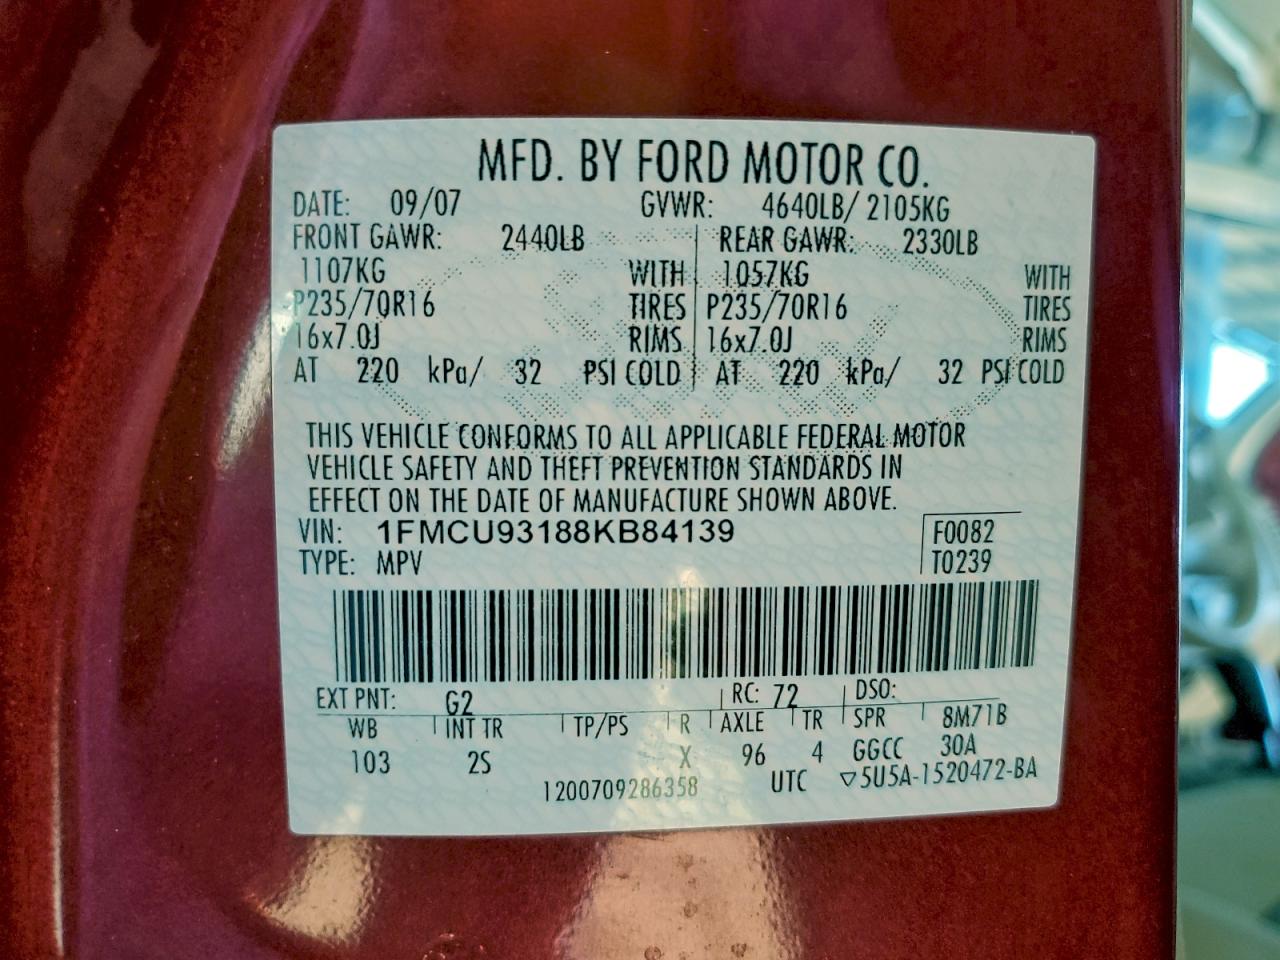 MFD. BY FORD MOTOR CO.
DATE: 09/07 GVWR: 4640LB/ 2105KG
FRONT GAWR: 2440LB REAR GAWR: 2330LB
1107KG WITH 1057KG WITH
P235/70R16 TIRES P235/70R16 TIRES
16x7.0J RIMS 16x7.0J RIMS
AT 220 kPa/ 32 PSI COLD AT 220 kPa/ 32 PSI COLD
THIS VEHICLE CONFORMS TO ALL APPLICABLE FEDERAL MOTOR
VEHICLE SAFETY AND THEFT PREVENTION STANDARDS IN
EFFECT ON THE DATE OF MANUFACTURE SHOWN ABOVE.
VIN: 1FMCU93188KB84139 F0082
TYPE: MPV T0239
EXT PNT: G2 RC: 72 DSO:
WB INT TR TP/PS R AXLE TR SPR 8M71B
103 2S X 96 4 GGCC 30A
1200709286358 UTC ▽5U5A-1520472-BA